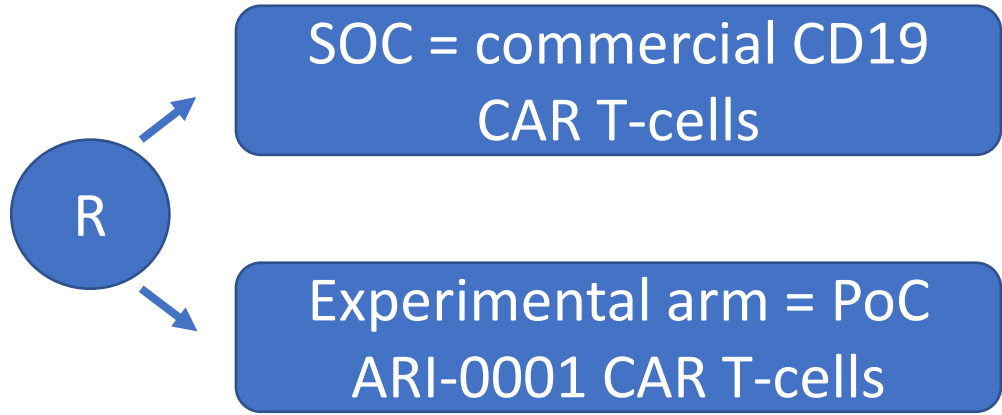 SOC = commercial CD19
CAR T-cells
R
Experimental arm = PoC
ARI-0001 CAR T-cells